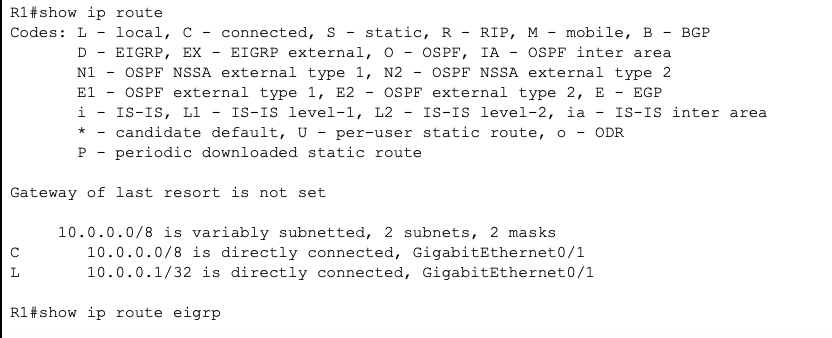 R1#show ip route
Codes: L - local, C - connected, S - static, R - RIP, M - mobile, B - BGP
       D - EIGRP, EX - EIGRP external, O - OSPF, IA - OSPF inter area
       N1 - OSPF NSSA external type 1, N2 - OSPF NSSA external type 2
       E1 - OSPF external type 1, E2 - OSPF external type 2, E - EGP
       i - IS-IS, L1 - IS-IS level-1, L2 - IS-IS level-2, ia - IS-IS inter area
       * - candidate default, U - per-user static route, o - ODR
       P - periodic downloaded static route
Gateway of last resort is not set
     10.0.0.0/8 is variably subnetted, 2 subnets, 2 masks
C       10.0.0.0/8 is directly connected, GigabitEthernet0/1
L       10.0.0.1/32 is directly connected, GigabitEthernet0/1
R1#show ip route eigrp